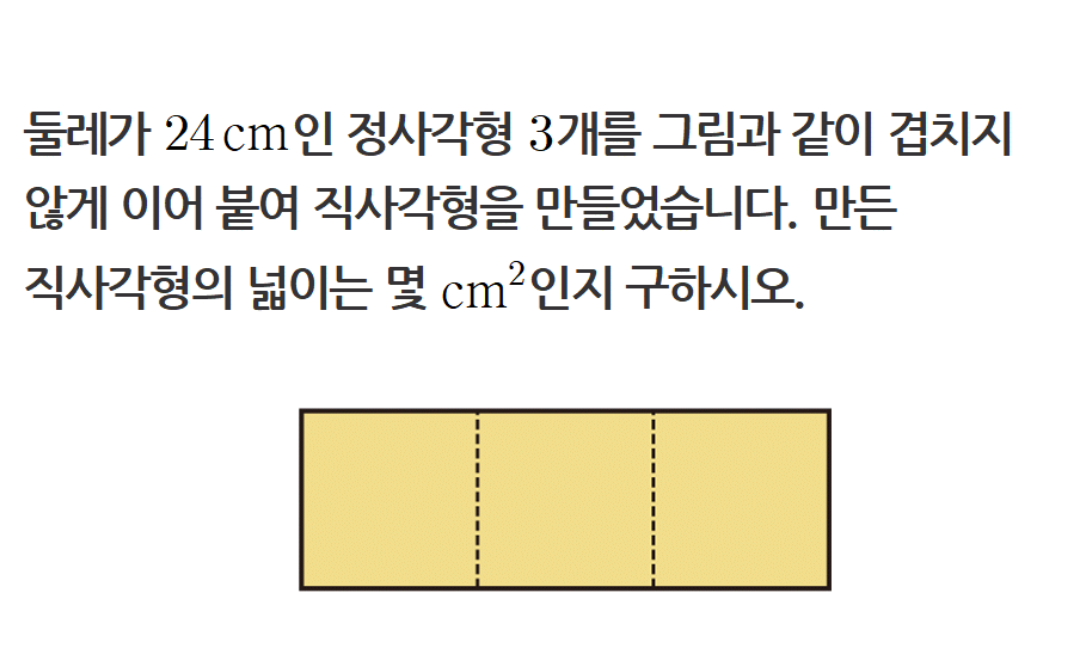 둘레가 24 cm인 정사각형 3개를 그림과 같이 겹치지
않게 이어 붙여 직사각형을 만들었습니다. 만든
직사각형의 넓이는 몇 cm²인지 구하시오.